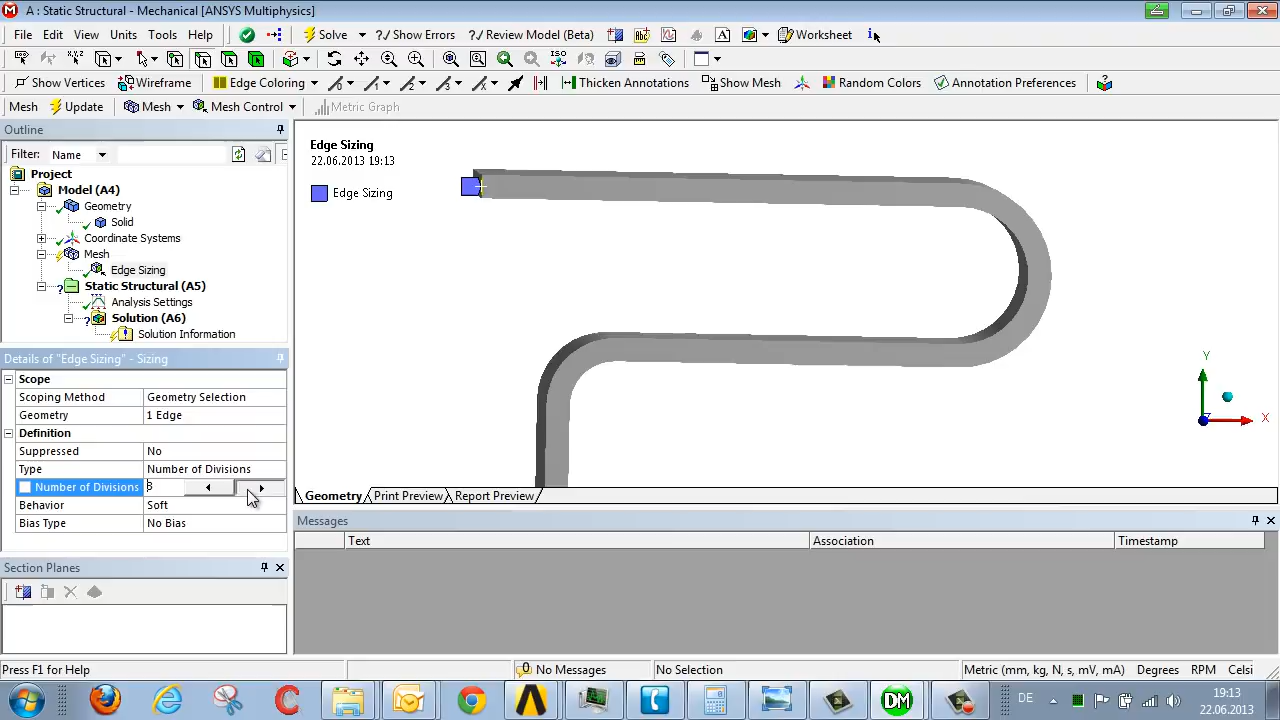 A : Static Structural - Mechanical [ANSYS Multiphysics]
File Edit View Units Tools Help Solve ?/ Show Errors ?/ Review Model (Beta) A Worksheet i
Show Vertices Wireframe Edge Coloring Thicken Annotations Show Mesh Random Colors Annotation Preferences
Mesh Update Mesh Mesh Control Metric Graph
Outline
Filter: Name
Project
Model (A4)
Geometry
Solid
Coordinate Systems
Mesh
Edge Sizing
Static Structural (A5)
Analysis Settings
Solution (A6)
Solution Information
Details of "Edge Sizing" - Sizing
Scope
Scoping Method Geometry Selection
Geometry 1 Edge
Definition
Suppressed No
Type Number of Divisions
Number of Divisions
Behavior Soft
Bias Type No Bias
Section Planes
Edge Sizing
22.06.2013 19:13
Edge Sizing
Y
X
Geometry Print Preview Report Preview
Messages
Text Association Timestamp
Press F1 for Help 0 No Messages No Selection Metric (mm, kg, N, s, mV, mA) Degrees RPM Celsi
DM DE 19:13
22.06.2013